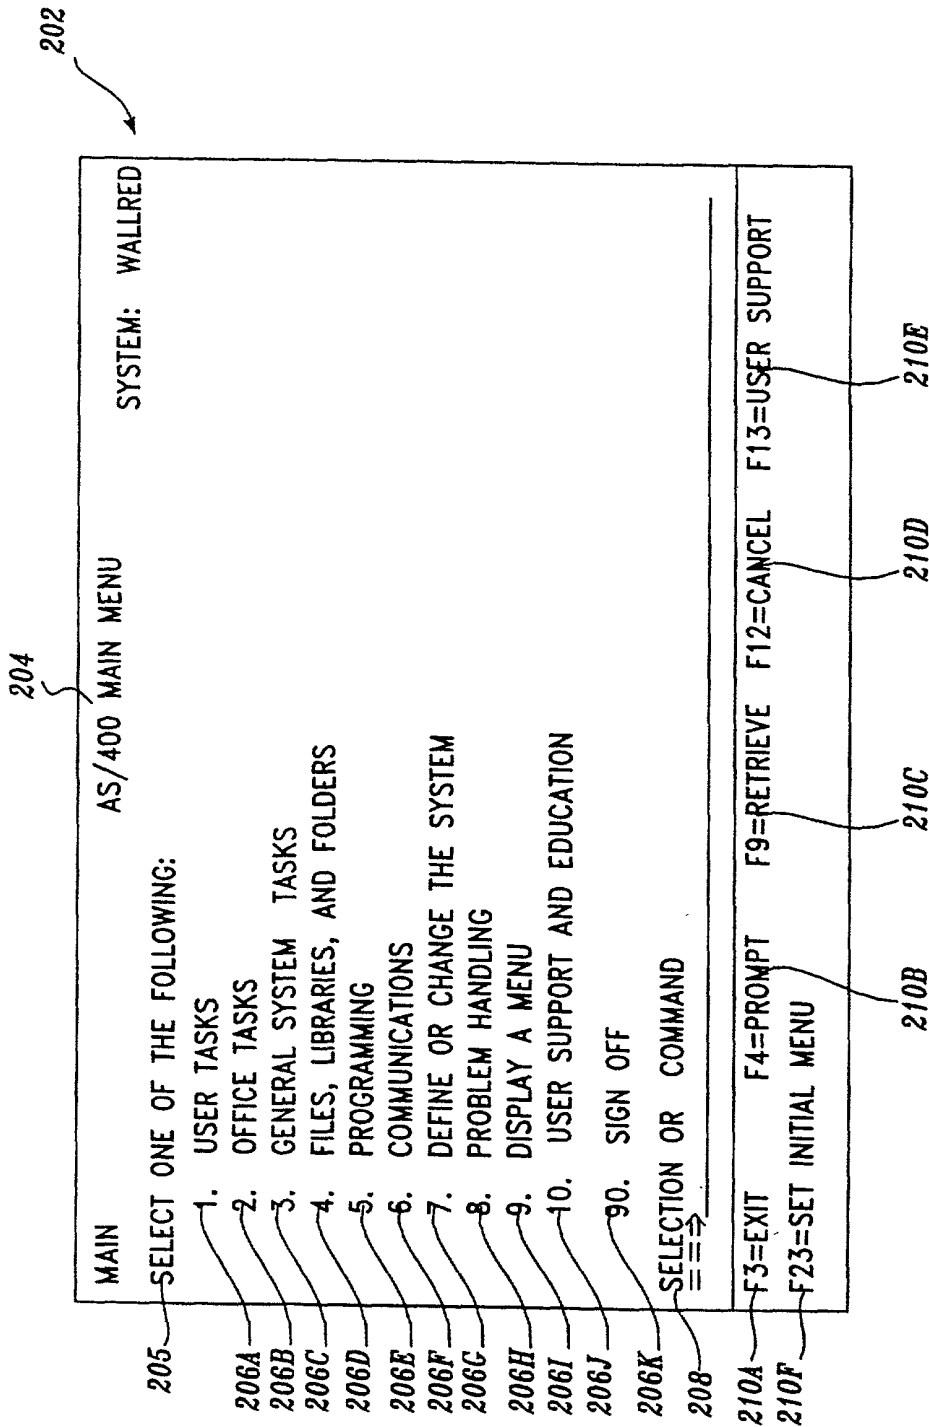 202
204
MAIN AS/400 MAIN MENU SYSTEM: WALLRED
205 SELECT ONE OF THE FOLLOWING:
206A 1. USER TASKS
206B 2. OFFICE TASKS
206C 3. GENERAL SYSTEM TASKS
206D 4. FILES, LIBRARIES, AND FOLDERS
206E 5. PROGRAMMING
206F 6. COMMUNICATIONS
206G 7. DEFINE OR CHANGE THE SYSTEM
206H 8. PROBLEM HANDLING
206I 9. DISPLAY A MENU
206J 10. USER SUPPORT AND EDUCATION
206K 90. SIGN OFF
208 SELECTION OR COMMAND
===>
210A F3=EXIT F4=PROMPT F9=RETRIEVE F12=CANCEL F13=USER SUPPORT
210F F23=SET INITIAL MENU
210B 210C 210D 210E